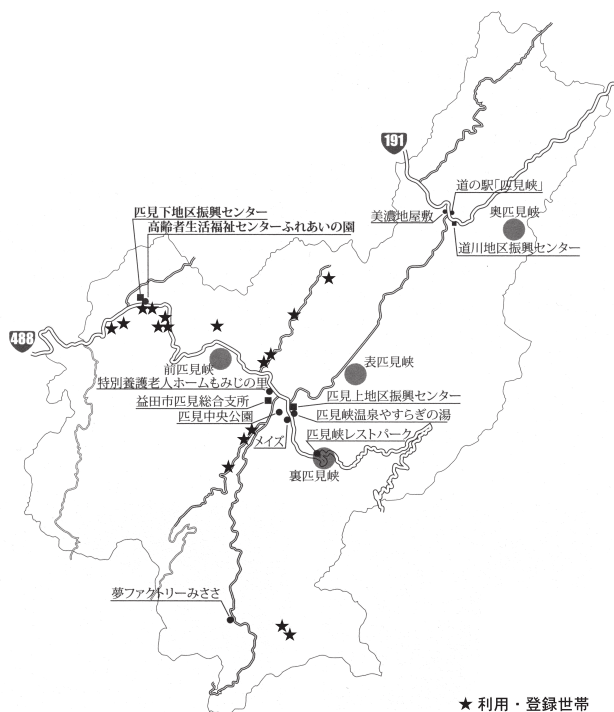 191
道の駅「匹見峡」
美濃地屋敷
奥匹見峡
道川地区振興センター
匹見下地区振興センター
高齢者生活福祉センターふれあいの園
488
前匹見峡
表匹見峡
特別養護老人ホームもみじの里
益田市匹見総合支所
匹見上地区振興センター
匹見中央公園
匹見峡温泉やすらぎの湯
メイズ
匹見峡レストパーク
裏匹見峡
夢ファクトリーみささ
★ 利用・登録世帯